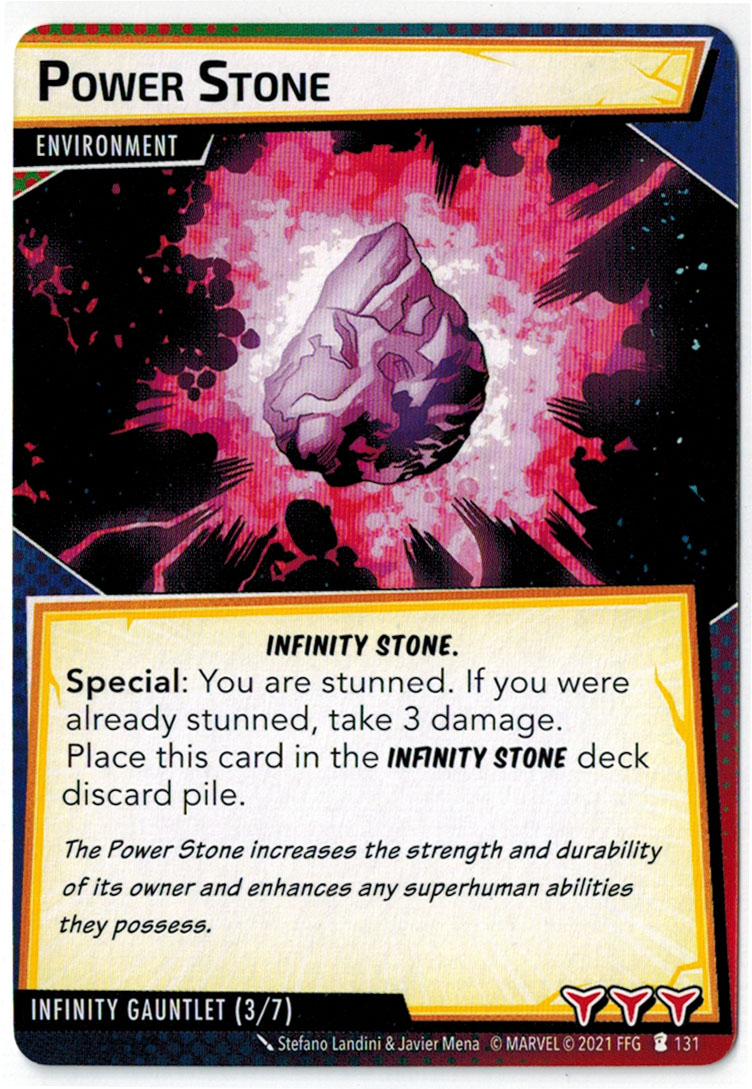 POWER STONE
ENVIRONMENT
INFINITY STONE.
Special: You are stunned. If you were
already stunned, take 3 damage.
Place this card in the INFINITY STONE deck
discard pile.
The Power Stone increases the strength and durability
of its owner and enhances any superhuman abilities
they possess.
INFINITY GAUNTLET (3/7)
Stefano Landini & Javier Mena © MARVEL © 2021 FFG 131